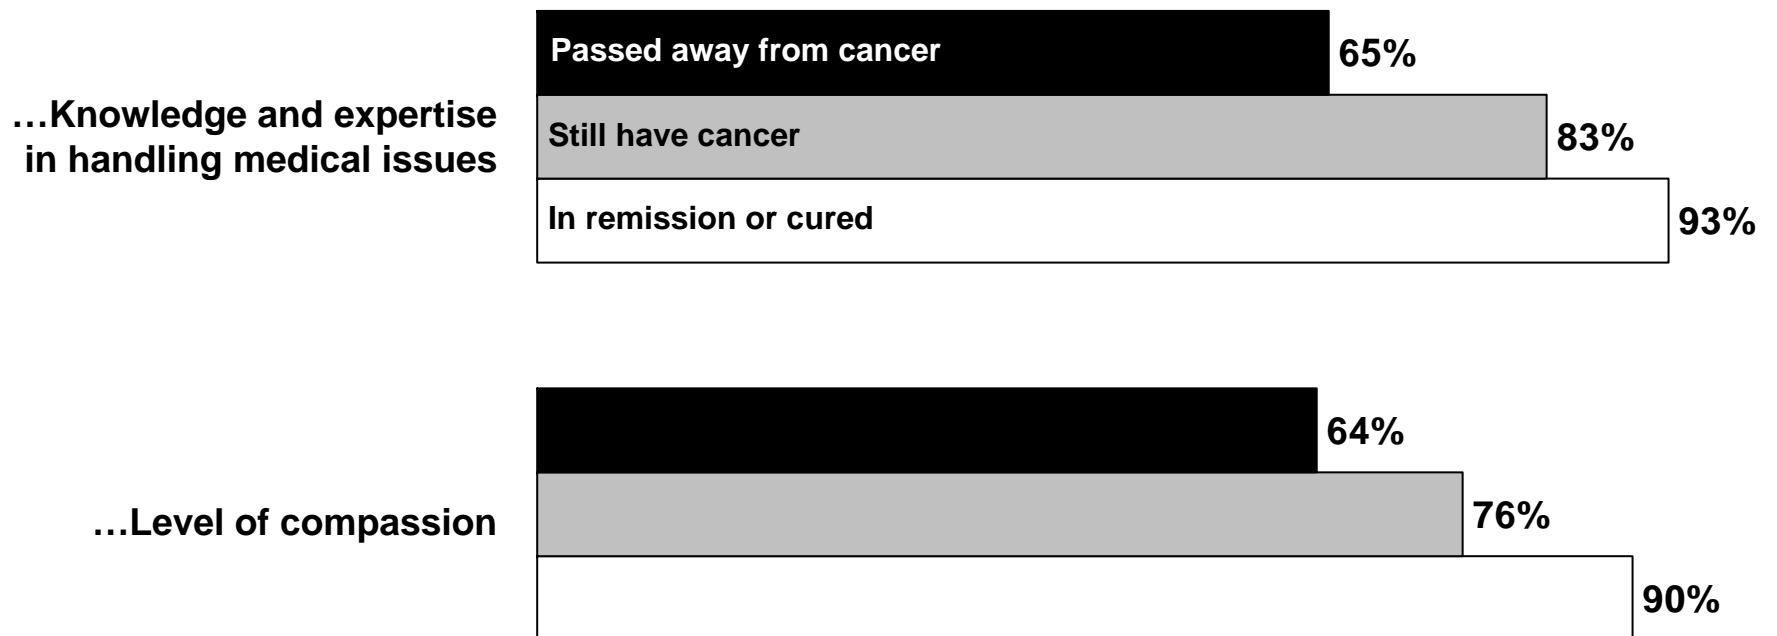 Passed away from cancer
65%
…Knowledge and expertise
in handling medical issues
Still have cancer
83%
In remission or cured
93%
64%
…Level of compassion
76%
90%